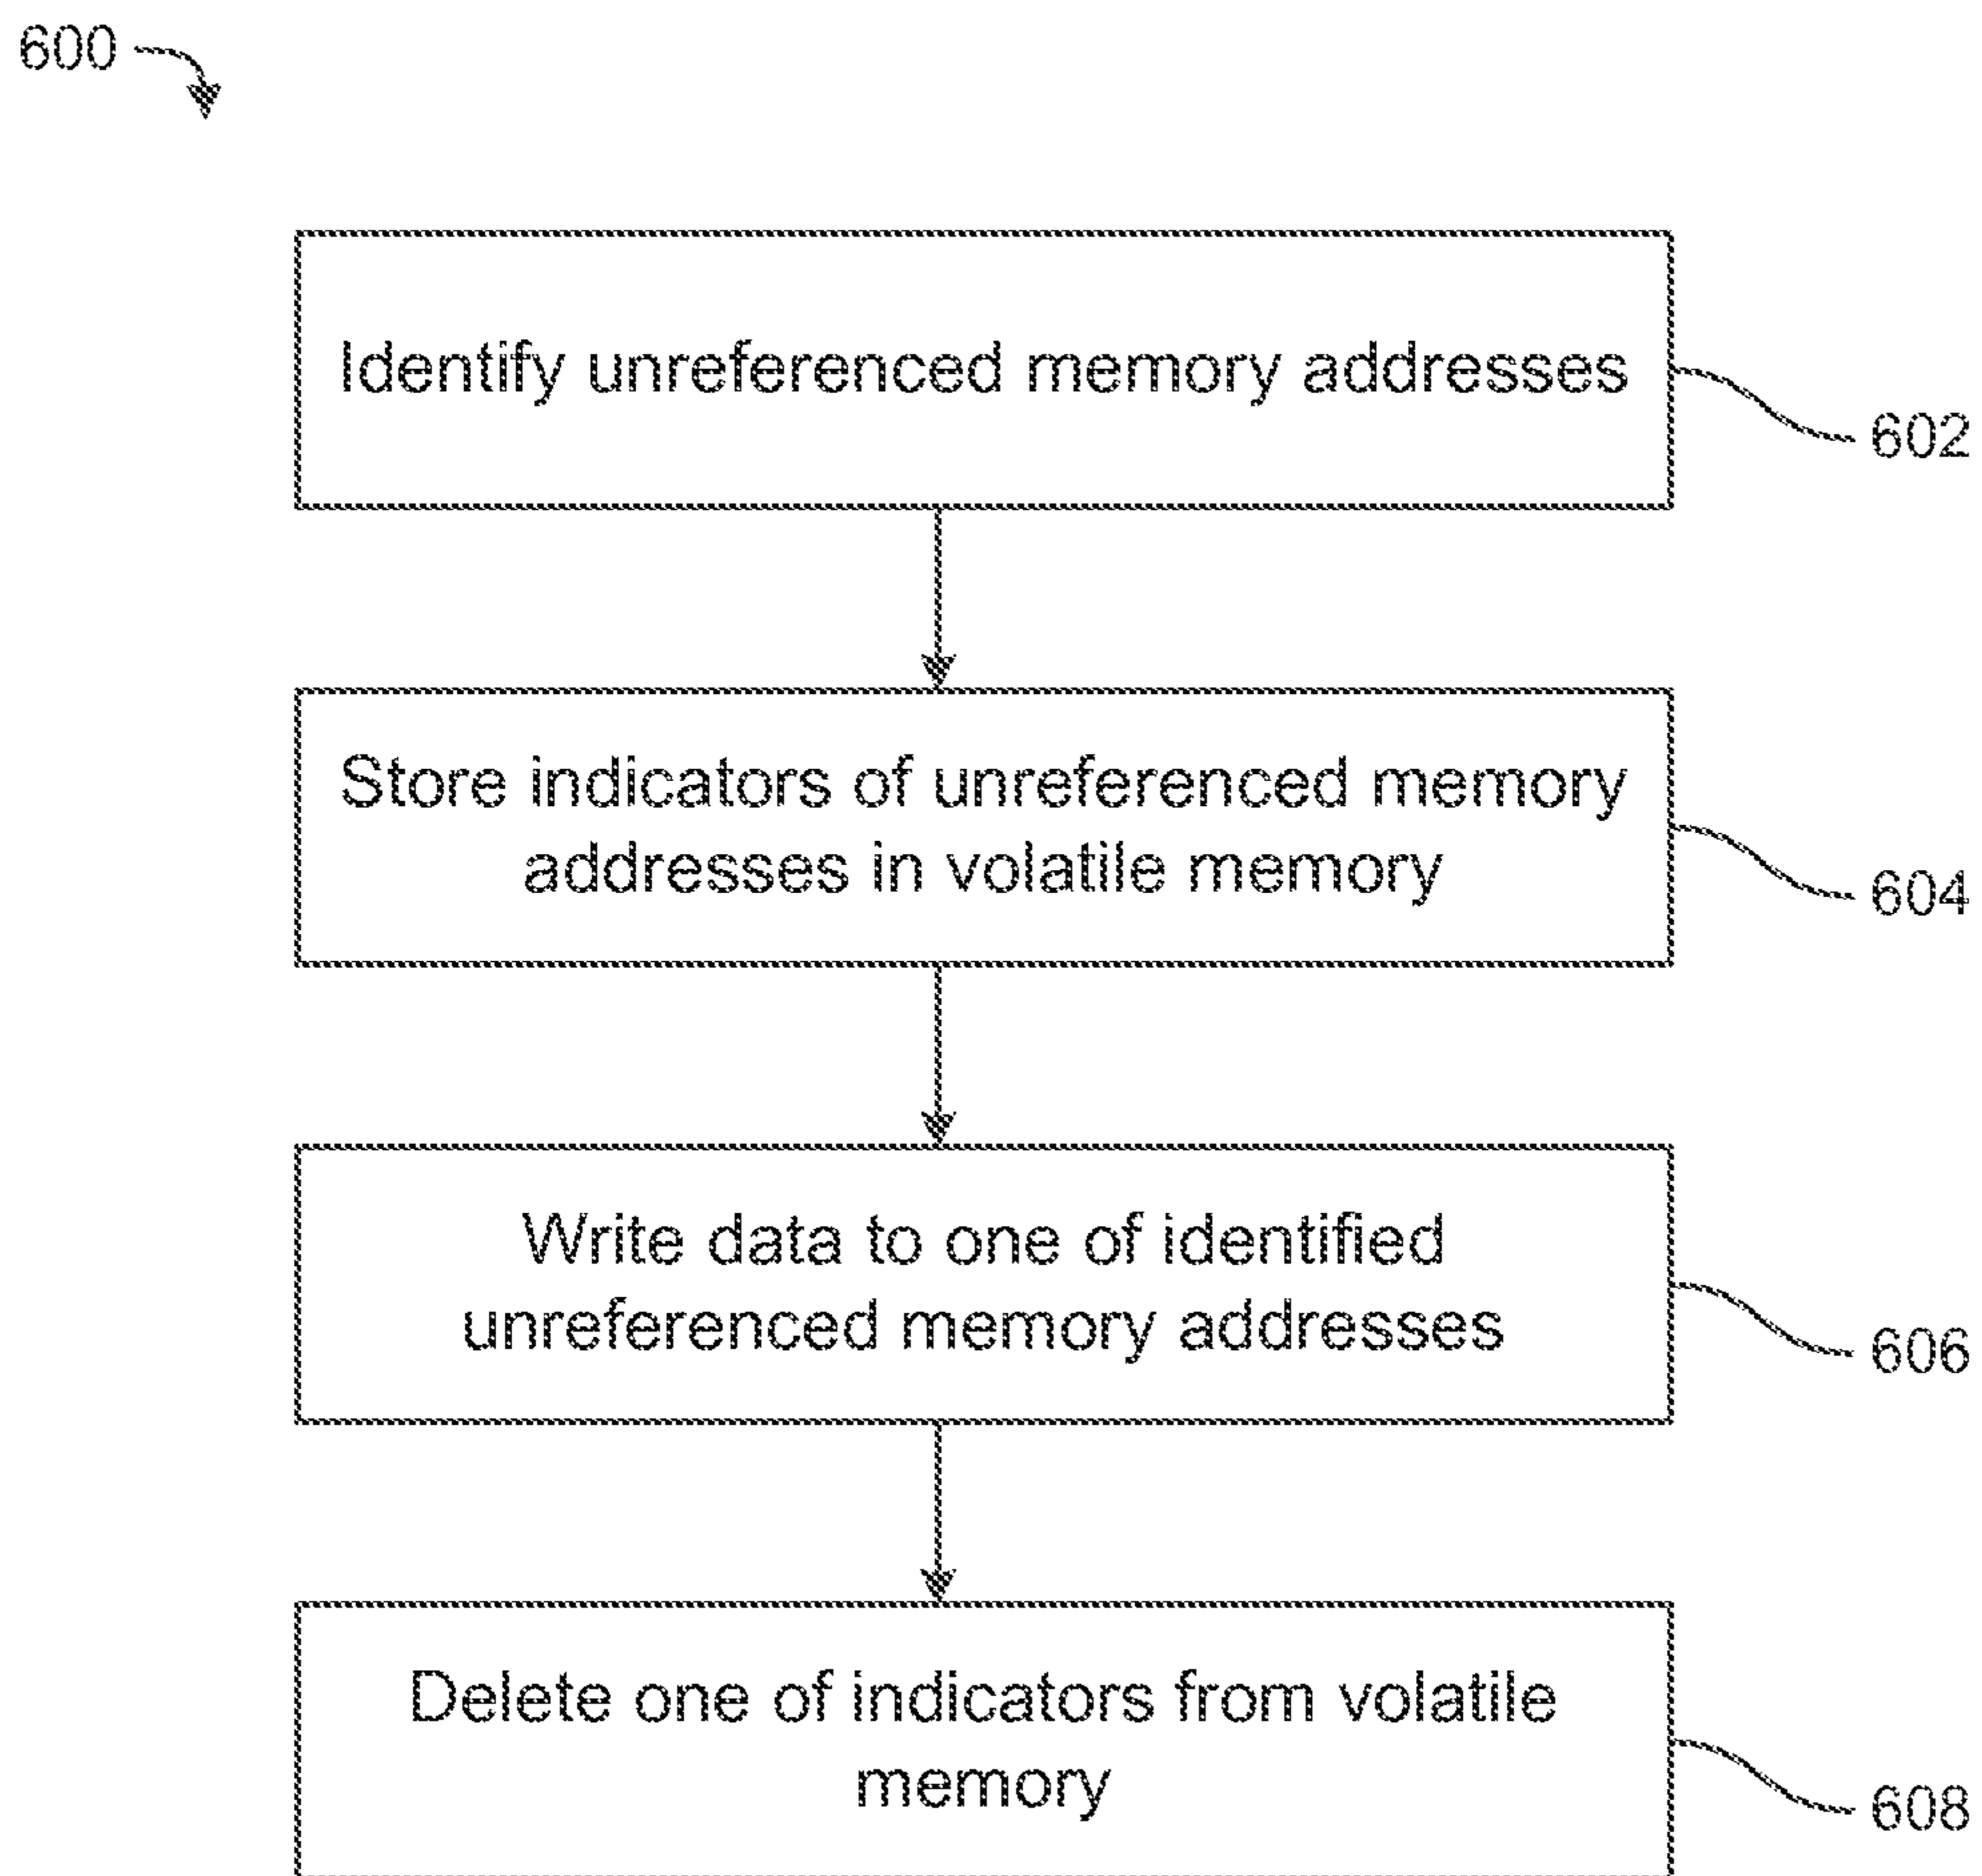 600
Identify unreferenced memory addresses
602
Store indicators of unreferenced memory
addresses in volatile memory
604
Write data to one of identified
unreferenced memory addresses
606
Delete one of indicators from volatile
memory
608